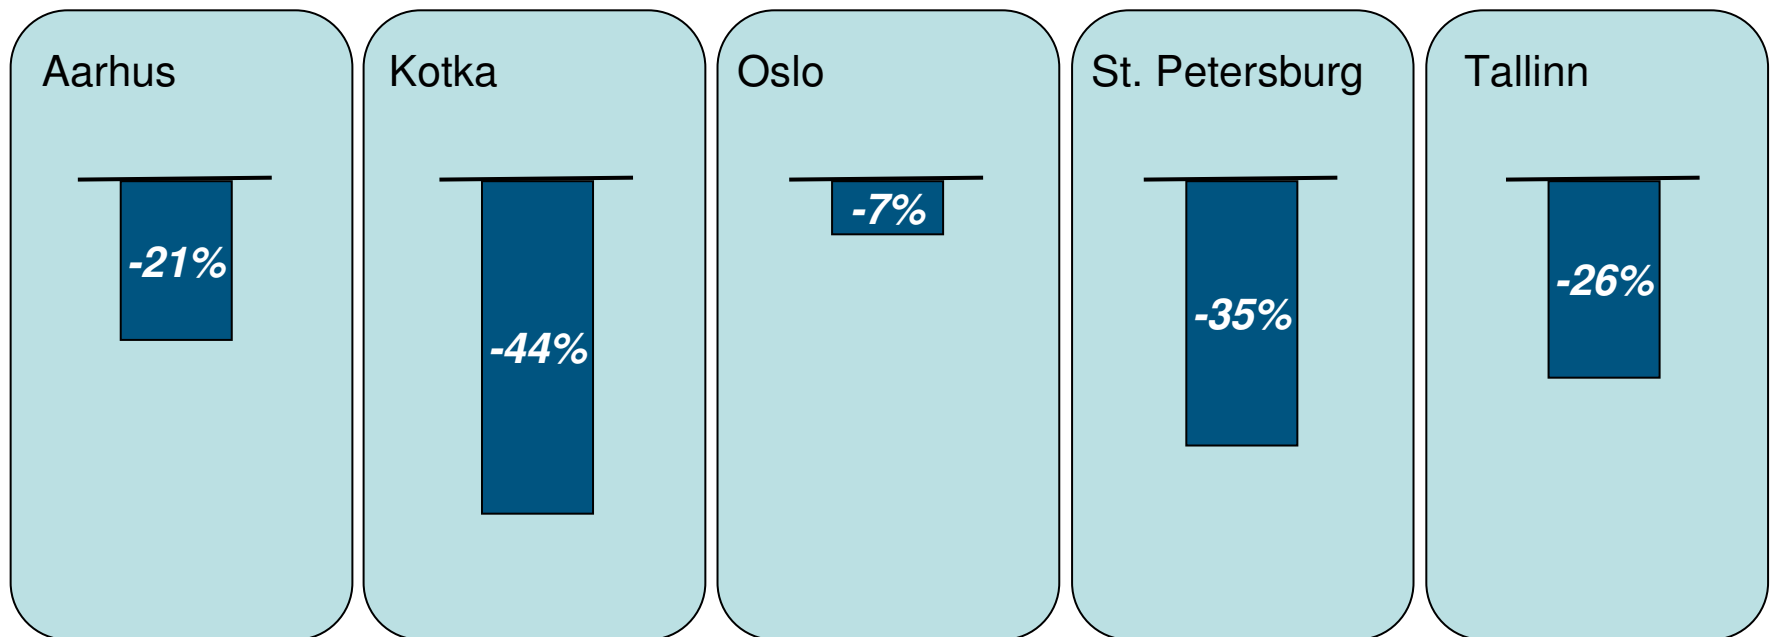 Aarhus
Kotka
Oslo
St. Petersburg
Tallinn
-21%
-44%
-7%
-35%
-26%